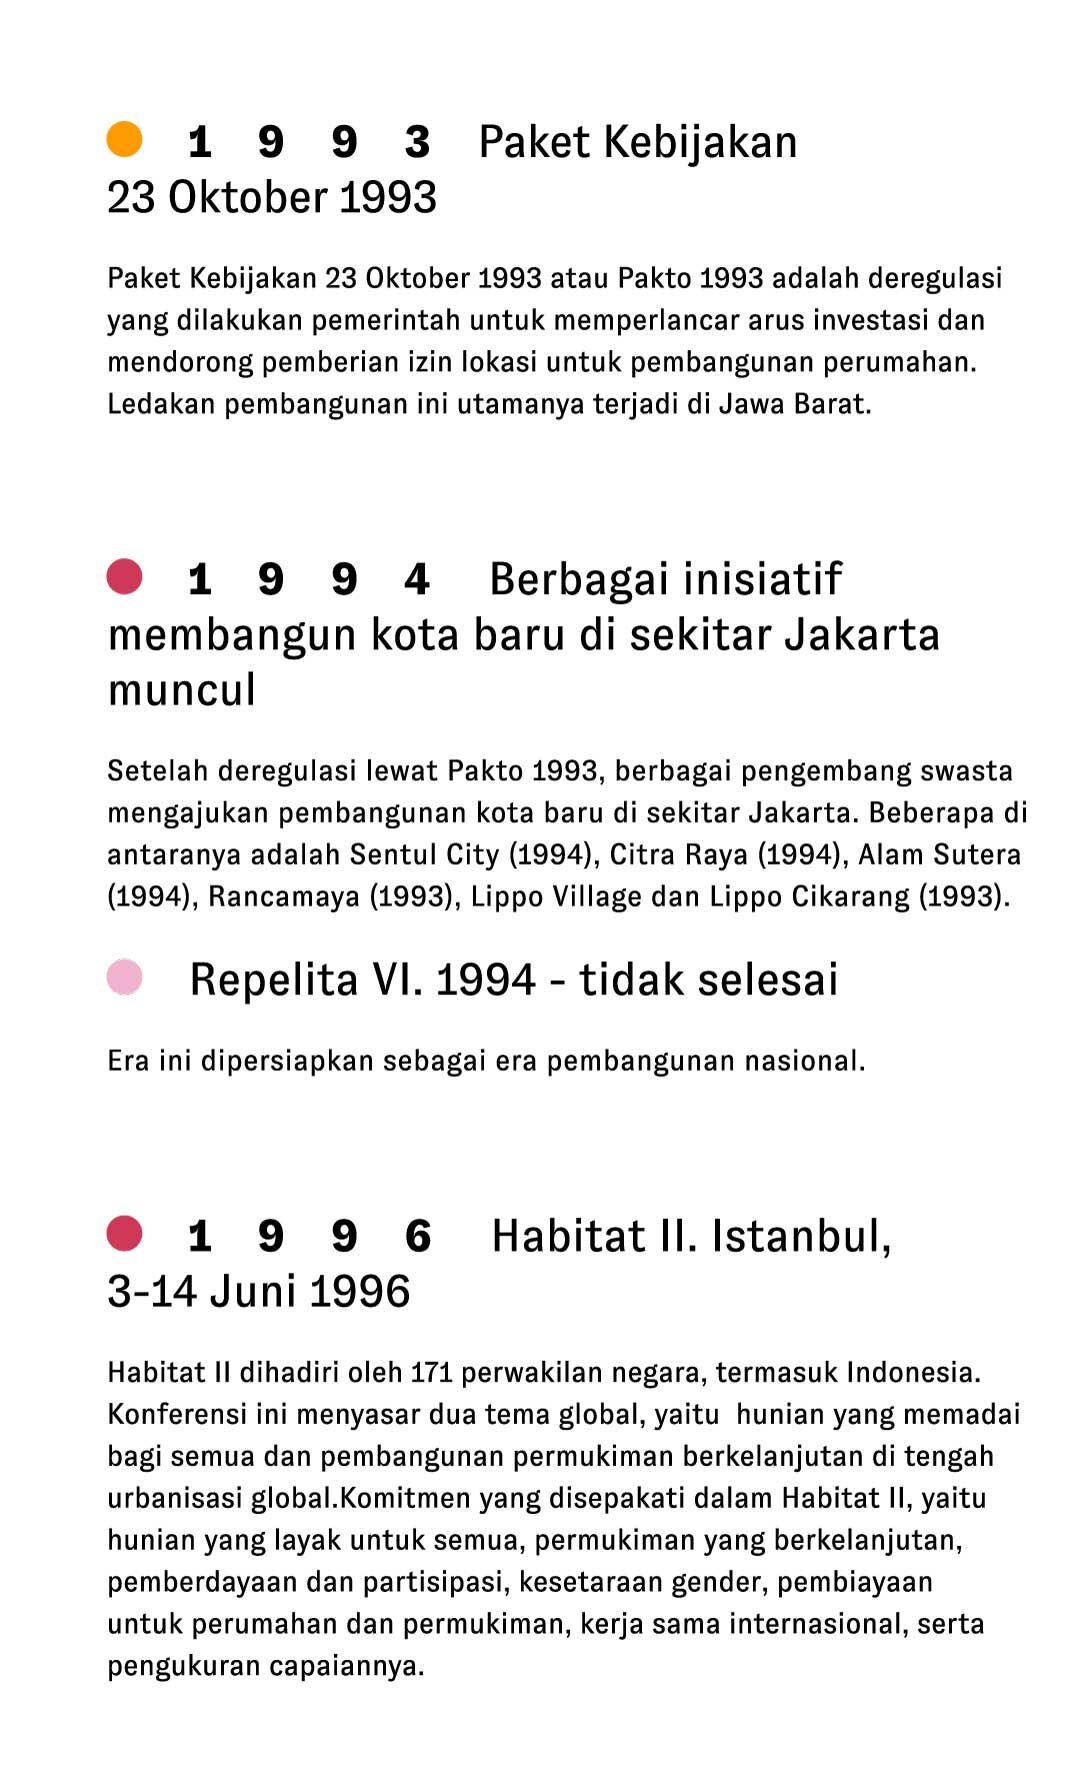 1 9 9 3 Paket Kebijakan
23 Oktober 1993
Paket Kebijakan 23 Oktober 1993 atau Pakto 1993 adalah deregulasi
yang dilakukan pemerintah untuk memperlancar arus investasi dan
mendorong pemberian izin lokasi untuk pembangunan perumahan.
Ledakan pembangunan ini utamanya terjadi di Jawa Barat.
1 9 9 4 Berbagai inisiatif
membangun kota baru di sekitar Jakarta
muncul
Setelah deregulasi lewat Pakto 1993, berbagai pengembang swasta
mengajukan pembangunan kota baru di sekitar Jakarta. Beberapa di
antaranya adalah Sentul City (1994), Citra Raya (1994), Alam Sutera
(1994), Rancamaya (1993), Lippo Village dan Lippo Cikarang (1993).
Repelita VI. 1994 - tidak selesai
Era ini dipersiapkan sebagai era pembangunan nasional.
1 9 9 6 Habitat II. Istanbul,
3-14 Juni 1996
Habitat II dihadiri oleh 171 perwakilan negara, termasuk Indonesia.
Konferensi ini menyasar dua tema global, yaitu  hunian yang memadai
bagi semua dan pembangunan permukiman berkelanjutan di tengah
urbanisasi global.Komitmen yang disepakati dalam Habitat II, yaitu
hunian yang layak untuk semua, permukiman yang berkelanjutan,
pemberdayaan dan partisipasi, kesetaraan gender, pembiayaan
untuk perumahan dan permukiman, kerja sama internasional, serta
pengukuran capaiannya.